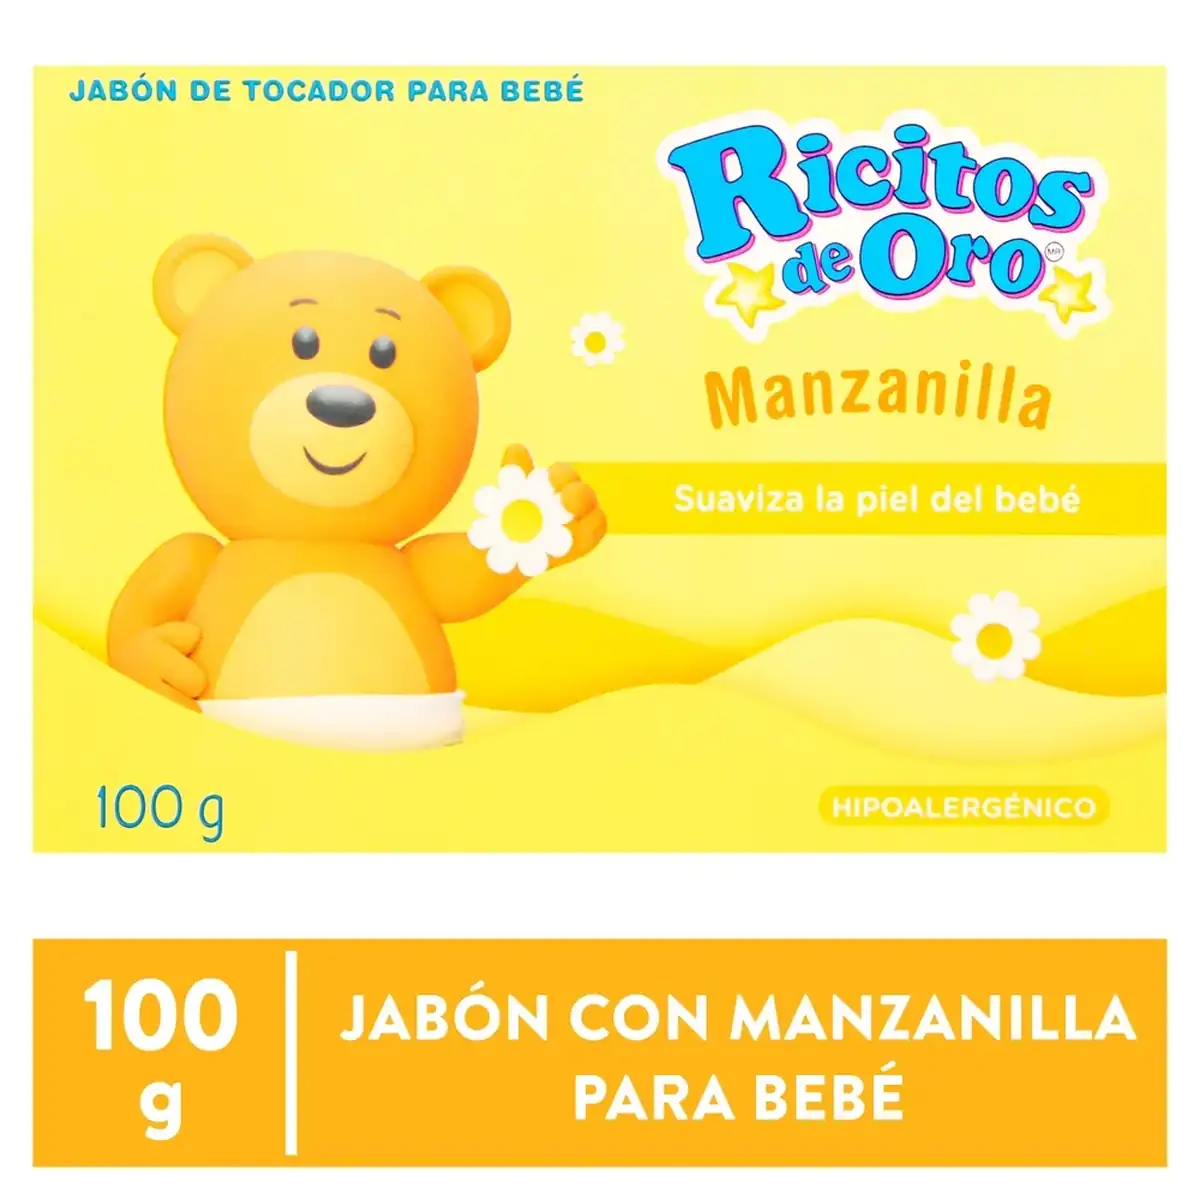 JABÓN DE TOCADOR PARA BEBÉ
Ricitos
de Oro MR
Manzanilla
Suaviza la piel del bebé
100 g
HIPOALERGÉNICO
100
g
JABÓN CON MANZANILLA
PARA BEBÉ